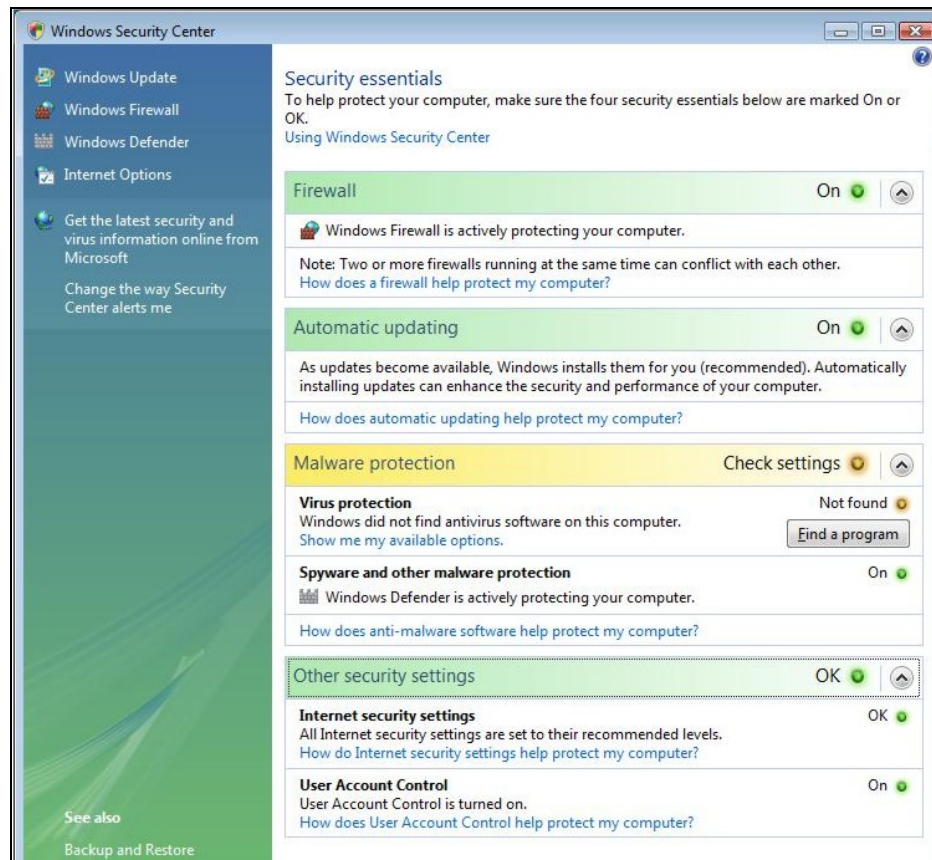 Windows Security Center
Windows Update
Windows Firewall
Windows Defender
Internet Options
Get the latest security and
virus information online from
Microsoft
Change the way Security
Center alerts me
See also
Backup and Restore
Security essentials
To help protect your computer, make sure the four security essentials below are marked On or
OK.
Using Windows Security Center
Firewall On
Windows Firewall is actively protecting your computer.
Note: Two or more firewalls running at the same time can conflict with each other.
How does a firewall help protect my computer?
Automatic updating On
As updates become available, Windows installs them for you (recommended). Automatically
installing updates can enhance the security and performance of your computer.
How does automatic updating help protect my computer?
Malware protection Check settings
Virus protection Not found
Windows did not find antivirus software on this computer.
Show me my available options. Find a program
Spyware and other malware protection On
Windows Defender is actively protecting your computer.
How does anti-malware software help protect my computer?
Other security settings OK
Internet security settings OK
All Internet security settings are set to their recommended levels.
How do Internet security settings help protect my computer?
User Account Control On
User Account Control is turned on.
How does User Account Control help protect my computer?